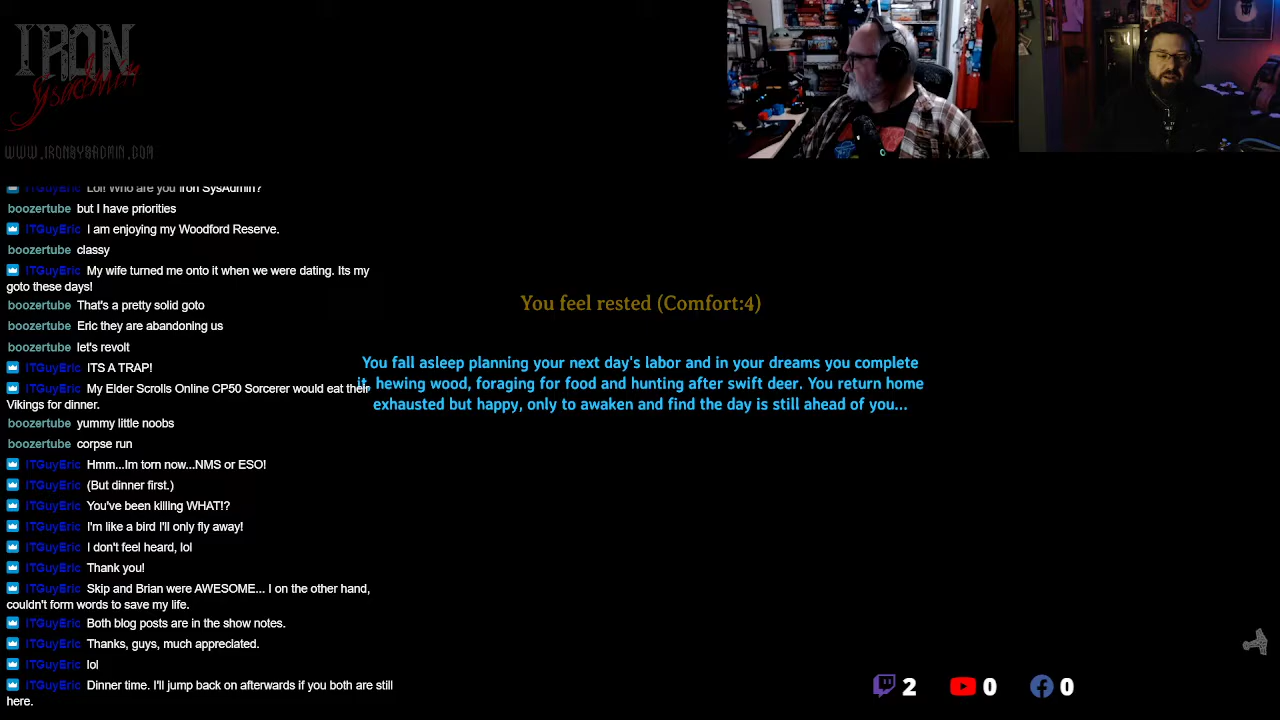 IRON
SysAdmin
WWW.IRONSYSADMIN.COM
ITGuyEric Lol! Who are you Iron SysAdmin?
boozertube but I have priorities
ITGuyEric I am enjoying my Woodford Reserve.
boozertube classy
ITGuyEric My wife turned me onto it when we were dating. Its my
goto these days!
boozertube That's a pretty solid goto
boozertube Eric they are abandoning us
boozertube let's revolt
ITGuyEric ITS A TRAP!
ITGuyEric My Elder Scrolls Online CP50 Sorcerer would eat their
Vikings for dinner.
boozertube yummy little noobs
boozertube corpse run
ITGuyEric Hmm...Im torn now...NMS or ESO!
ITGuyEric (But dinner first.)
ITGuyEric You've been killing WHAT!?
ITGuyEric I'm like a bird I'll only fly away!
ITGuyEric I don't feel heard, lol
ITGuyEric Thank you!
ITGuyEric Skip and Brian were AWESOME... I on the other hand,
couldn't form words to save my life.
ITGuyEric Both blog posts are in the show notes.
ITGuyEric Thanks, guys, much appreciated.
ITGuyEric lol
ITGuyEric Dinner time. I'll jump back on afterwards if you both are still
here.
You feel rested (Comfort:4)
You fall asleep planning your next day's labor and in your dreams you complete
it, hewing wood, foraging for food and hunting after swift deer. You return home
exhausted but happy, only to awaken and find the day is still ahead of you...
2 0 0